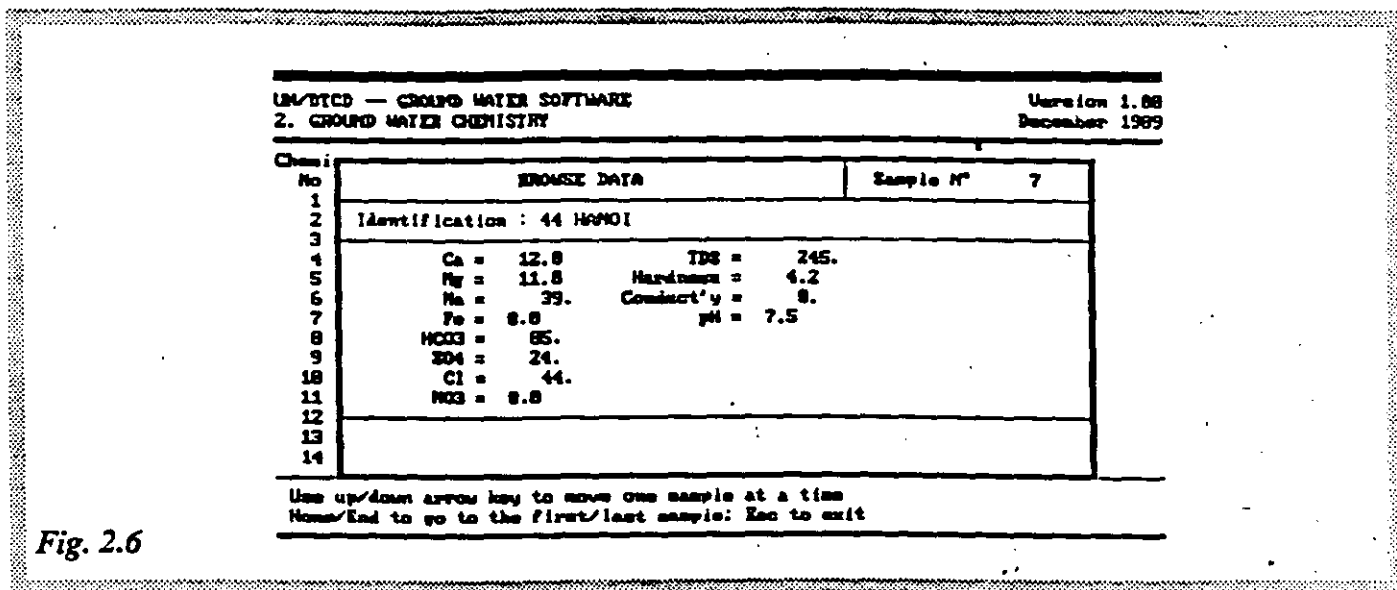 UN/DTCD — GROUND WATER SOFTWARE Version 1.00
2. GROUND WATER CHEMISTRY December 1989
Chemi
No BROWSE DATA Sample N° 7
1
2 Identification : 44 HANOI
3
4 Ca = 12.0 TDS = 245.
5 Mg = 11.8 Hardness = 4.2
6 Na = 39. Conduct'y = 0.
7 Fe = 0.0 pH = 7.5
8 HCO3 = 85.
9 SO4 = 24.
10 Cl = 44.
11 NO3 = 0.0
12
13
14
Use up/down arrow key to move one sample at a time
Home/End to go to the first/last sample: Esc to exit
Fig. 2.6